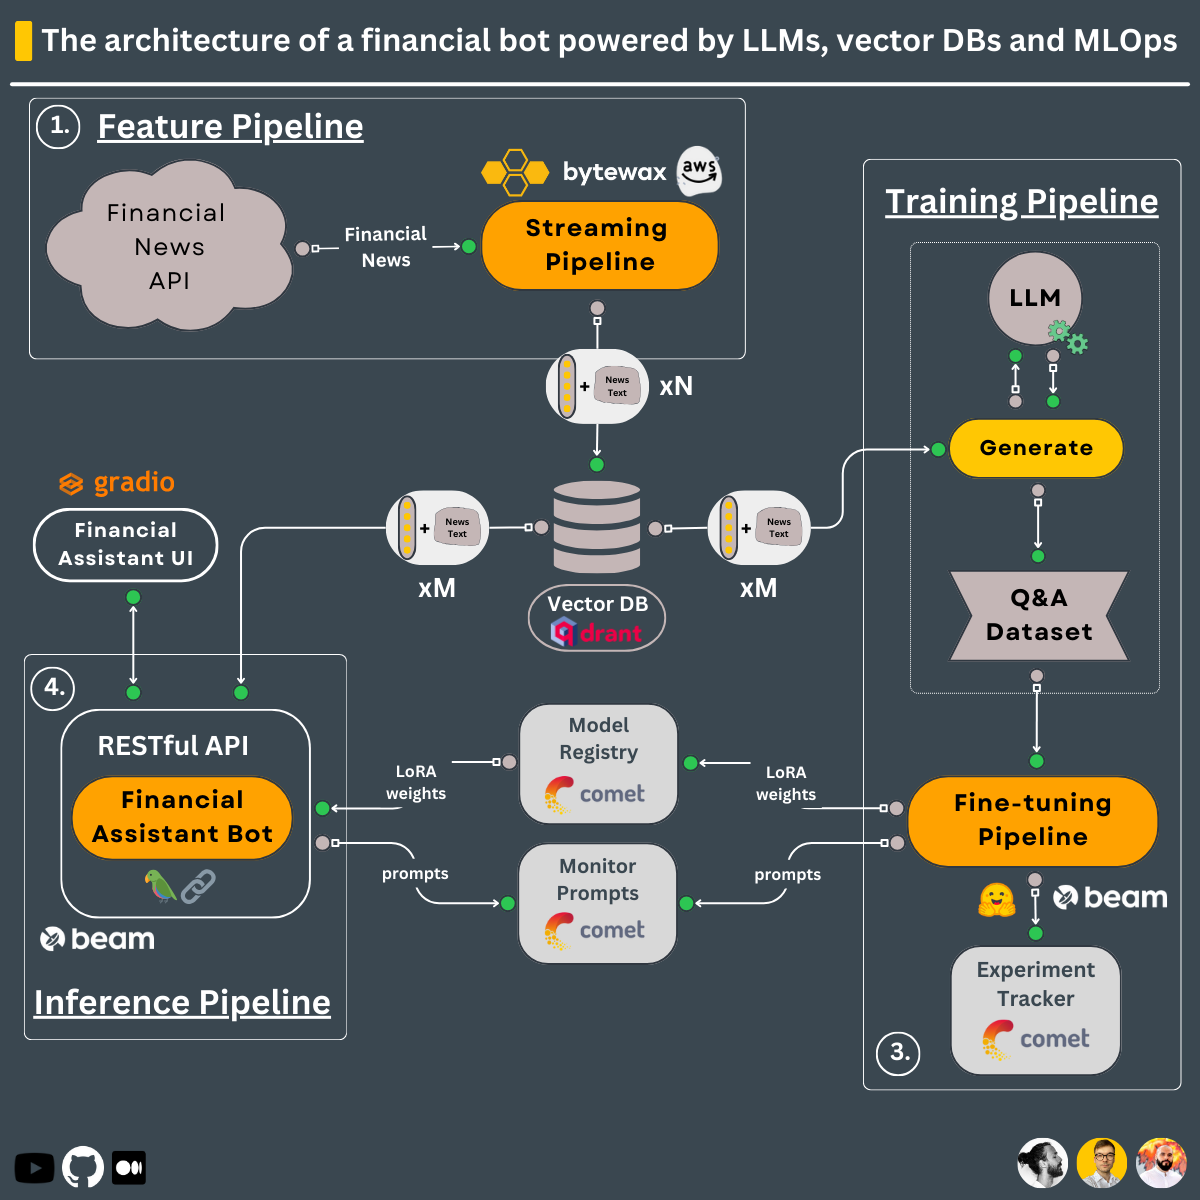 The architecture of a financial bot powered by LLMs, vector DBs and MLOps
1.
Feature Pipeline
Financial
News
API
Financial
News
bytewax
aws
Streaming
Pipeline
+
News
Text
xN
Training Pipeline
LLM
Generate
Q&A
Dataset
gradio
Financial
Assistant UI
+
News
Text
xM
+
News
Text
xM
Vector DB
drant
4.
RESTful API
Financial
Assistant Bot
beam
Inference Pipeline
LoRA
weights
prompts
Model
Registry
comet
Monitor
Prompts
comet
LoRA
weights
prompts
Fine-tuning
Pipeline
beam
Experiment
Tracker
comet
3.